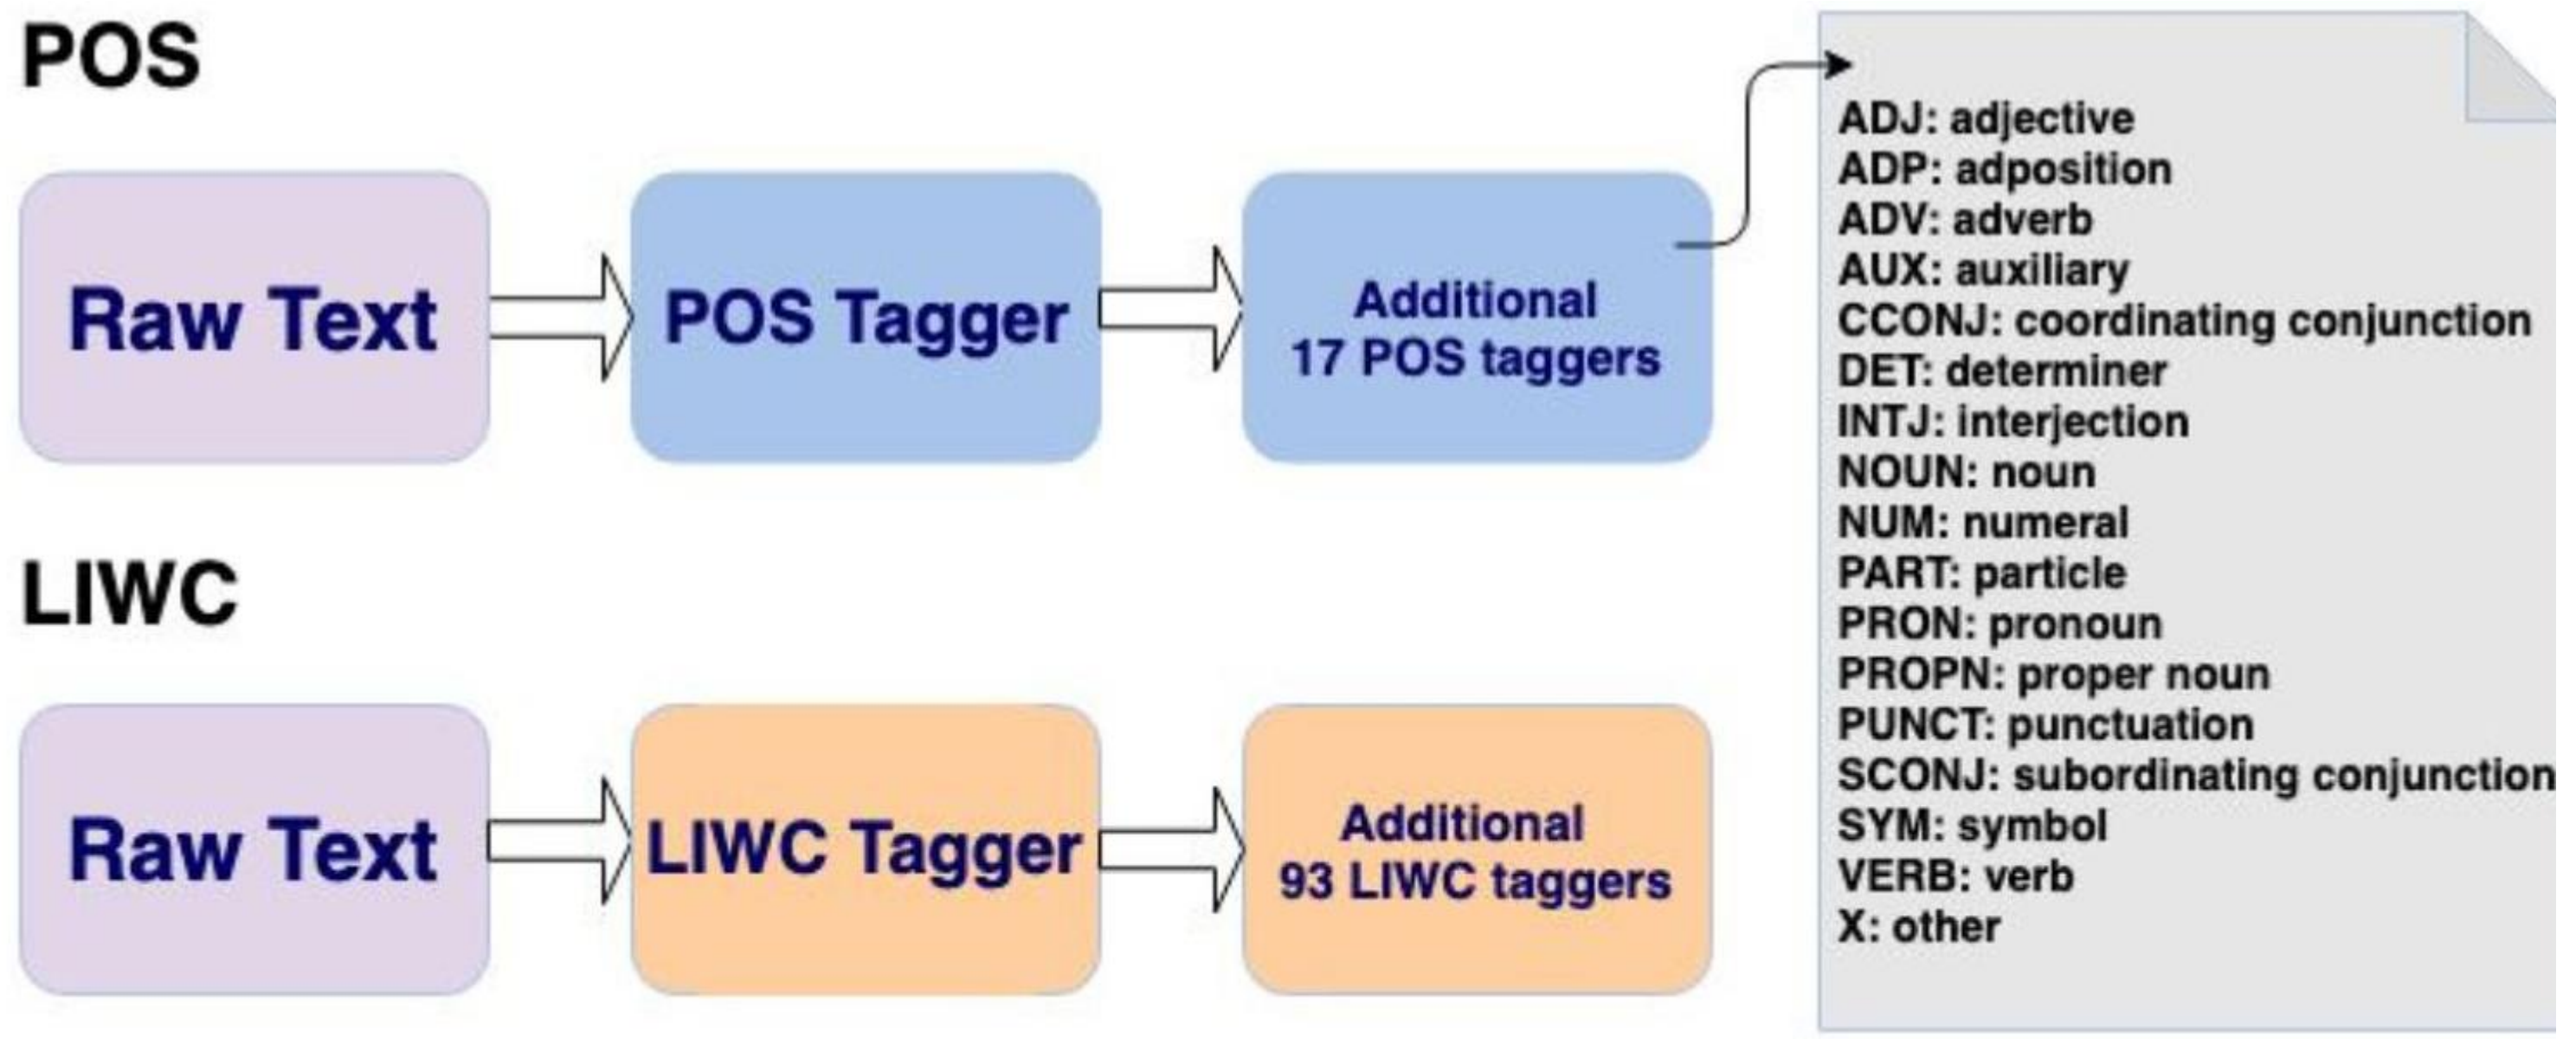 POS
Raw Text
POS Tagger
Additional
17 POS taggers
LIWC
Raw Text
LIWC Tagger
Additional
93 LIWC taggers
ADJ: adjective
ADP: adposition
ADV: adverb
AUX: auxiliary
CCONJ: coordinating conjunction
DET: determiner
INTJ: interjection
NOUN: noun
NUM: numeral
PART: particle
PRON: pronoun
PROPN: proper noun
PUNCT: punctuation
SCONJ: subordinating conjunction
SYM: symbol
VERB: verb
X: other